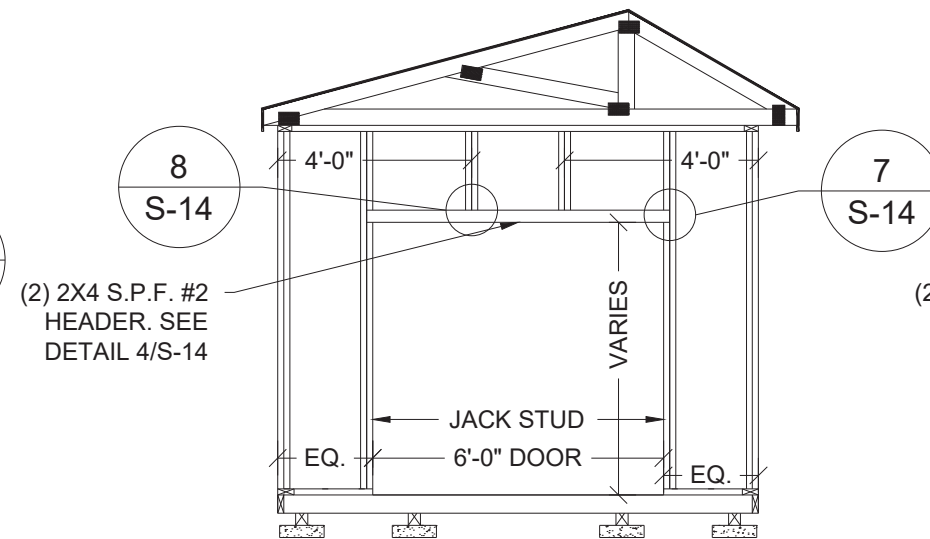 4'-0"
4'-0"
8
S-14
7
S-14
(2) 2X4 S.P.F. #2
HEADER. SEE
DETAIL 4/S-14
(2
VARIES
JACK STUD
EQ.
6'-0" DOOR
EQ.